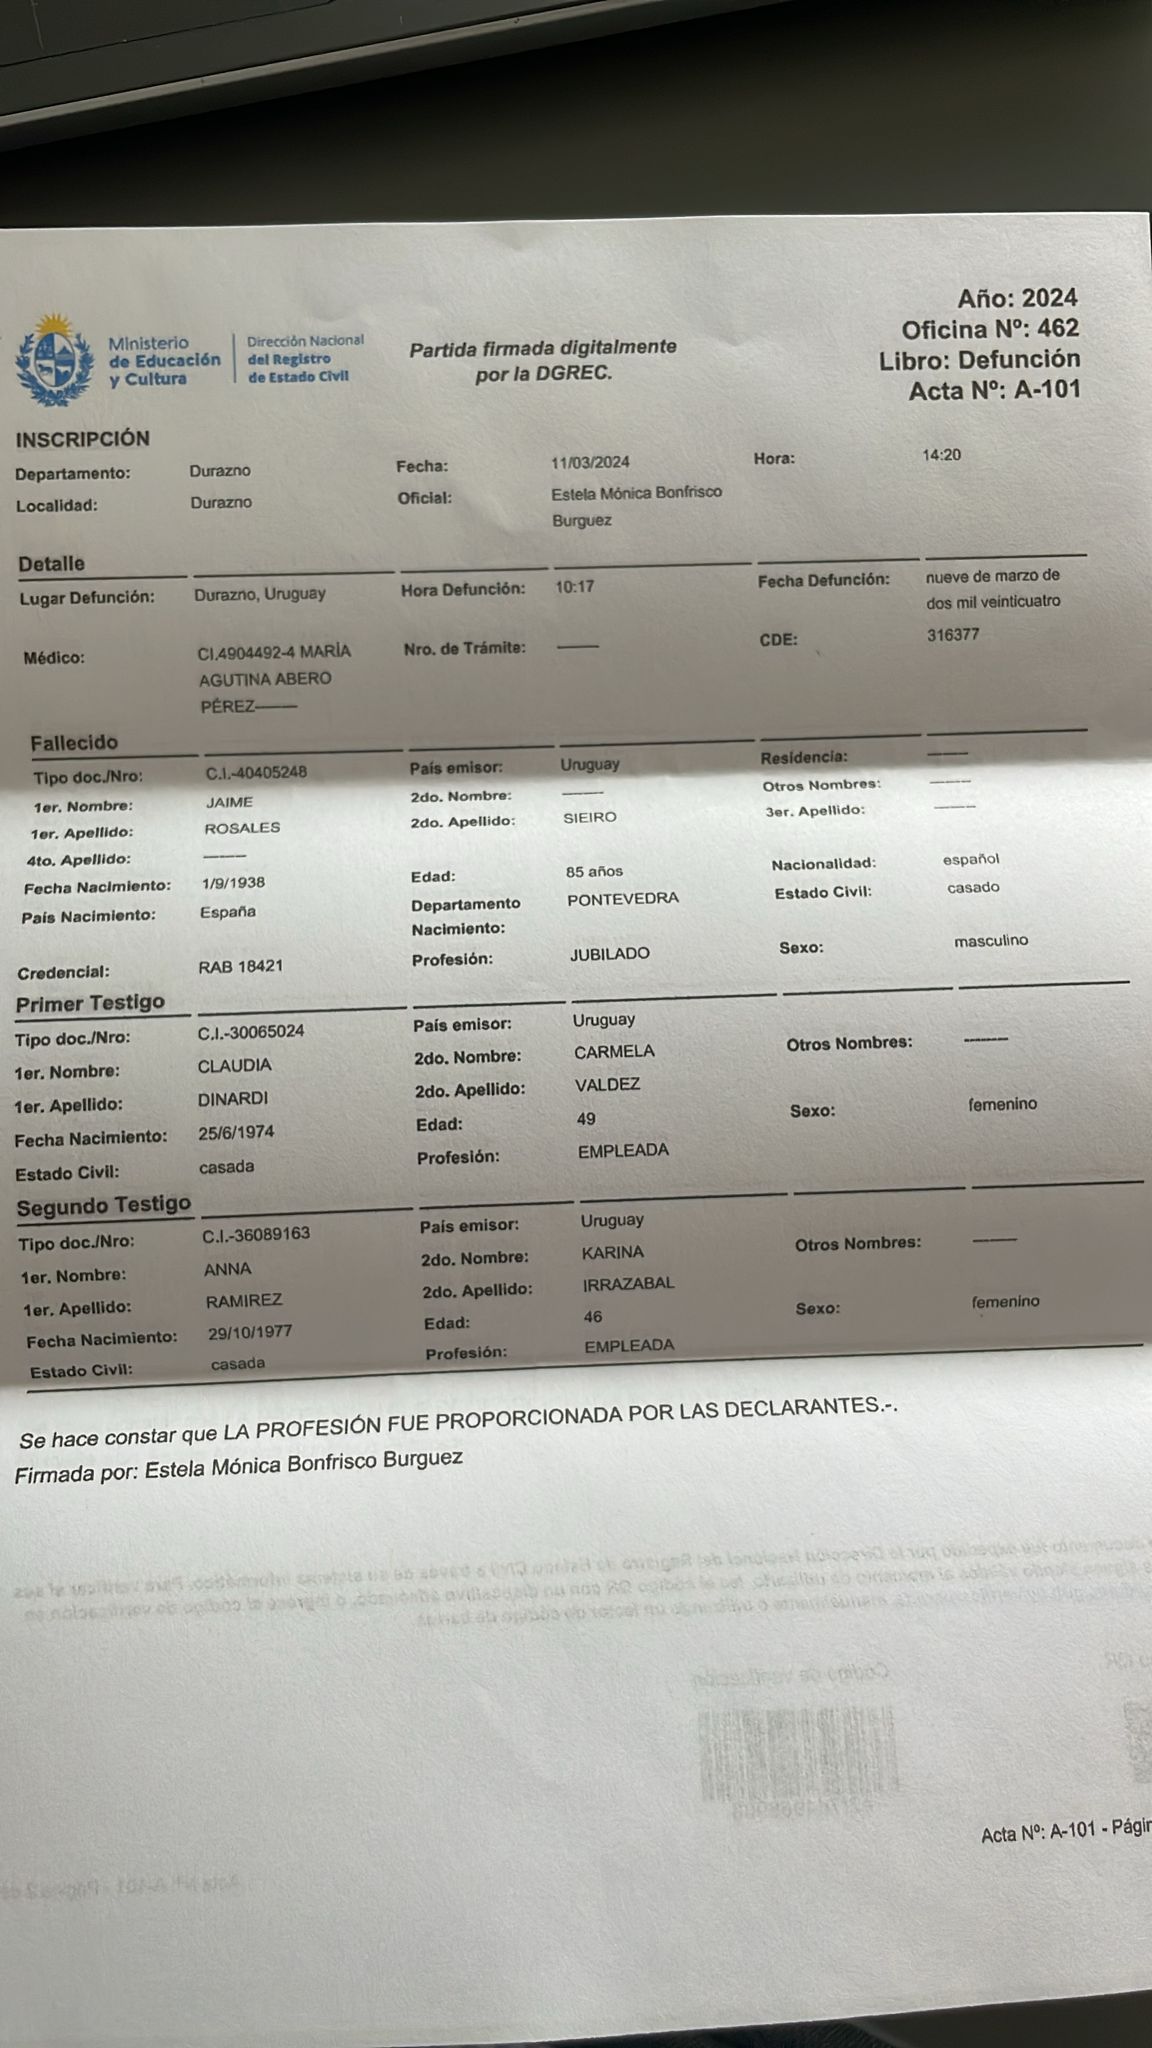 Ministerio
de Educación
y Cultura
Dirección Nacional
del Registro
de Estado Civil
Partida firmada digitalmente
por la DGREC.
Año: 2024
Oficina Nº: 462
Libro: Defunción
Acta Nº: A-101
INSCRIPCIÓN
Departamento: Durazno Fecha: 11/03/2024 Hora: 14:20
Localidad: Durazno Oficial: Estela Mónica Bonfrisco
Burguez
Detalle
Lugar Defunción: Durazno, Uruguay Hora Defunción: 10:17 Fecha Defunción: nueve de marzo de
dos mil veinticuatro
Médico: CI.4904492-4 MARÍA Nro. de Trámite: —— CDE: 316377
AGUTINA ABERO
PÉREZ——
Fallecido
Tipo doc./Nro: C.I.-40405248 País emisor: Uruguay Residencia: ——
1er. Nombre: JAIME 2do. Nombre: —— Otros Nombres: ——
1er. Apellido: ROSALES 2do. Apellido: SIEIRO 3er. Apellido: ——
4to. Apellido: ——
Fecha Nacimiento: 1/9/1938 Edad: 85 años Nacionalidad: español
País Nacimiento: España Departamento PONTEVEDRA Estado Civil: casado
Nacimiento:
Credencial: RAB 18421 Profesión: JUBILADO Sexo: masculino
Primer Testigo
Tipo doc./Nro: C.I.-30065024 País emisor: Uruguay
1er. Nombre: CLAUDIA 2do. Nombre: CARMELA Otros Nombres: ——
1er. Apellido: DINARDI 2do. Apellido: VALDEZ
Fecha Nacimiento: 25/6/1974 Edad: 49 Sexo: femenino
Estado Civil: casada Profesión: EMPLEADA
Segundo Testigo
Tipo doc./Nro: C.I.-36089163 País emisor: Uruguay
1er. Nombre: ANNA 2do. Nombre: KARINA Otros Nombres: ——
1er. Apellido: RAMIREZ 2do. Apellido: IRRAZABAL
Fecha Nacimiento: 29/10/1977 Edad: 46 Sexo: femenino
Estado Civil: casada Profesión: EMPLEADA
Se hace constar que LA PROFESIÓN FUE PROPORCIONADA POR LAS DECLARANTES.-.
Firmada por: Estela Mónica Bonfrisco Burguez
Código de verificación
Acta Nº: A-101 - Págin